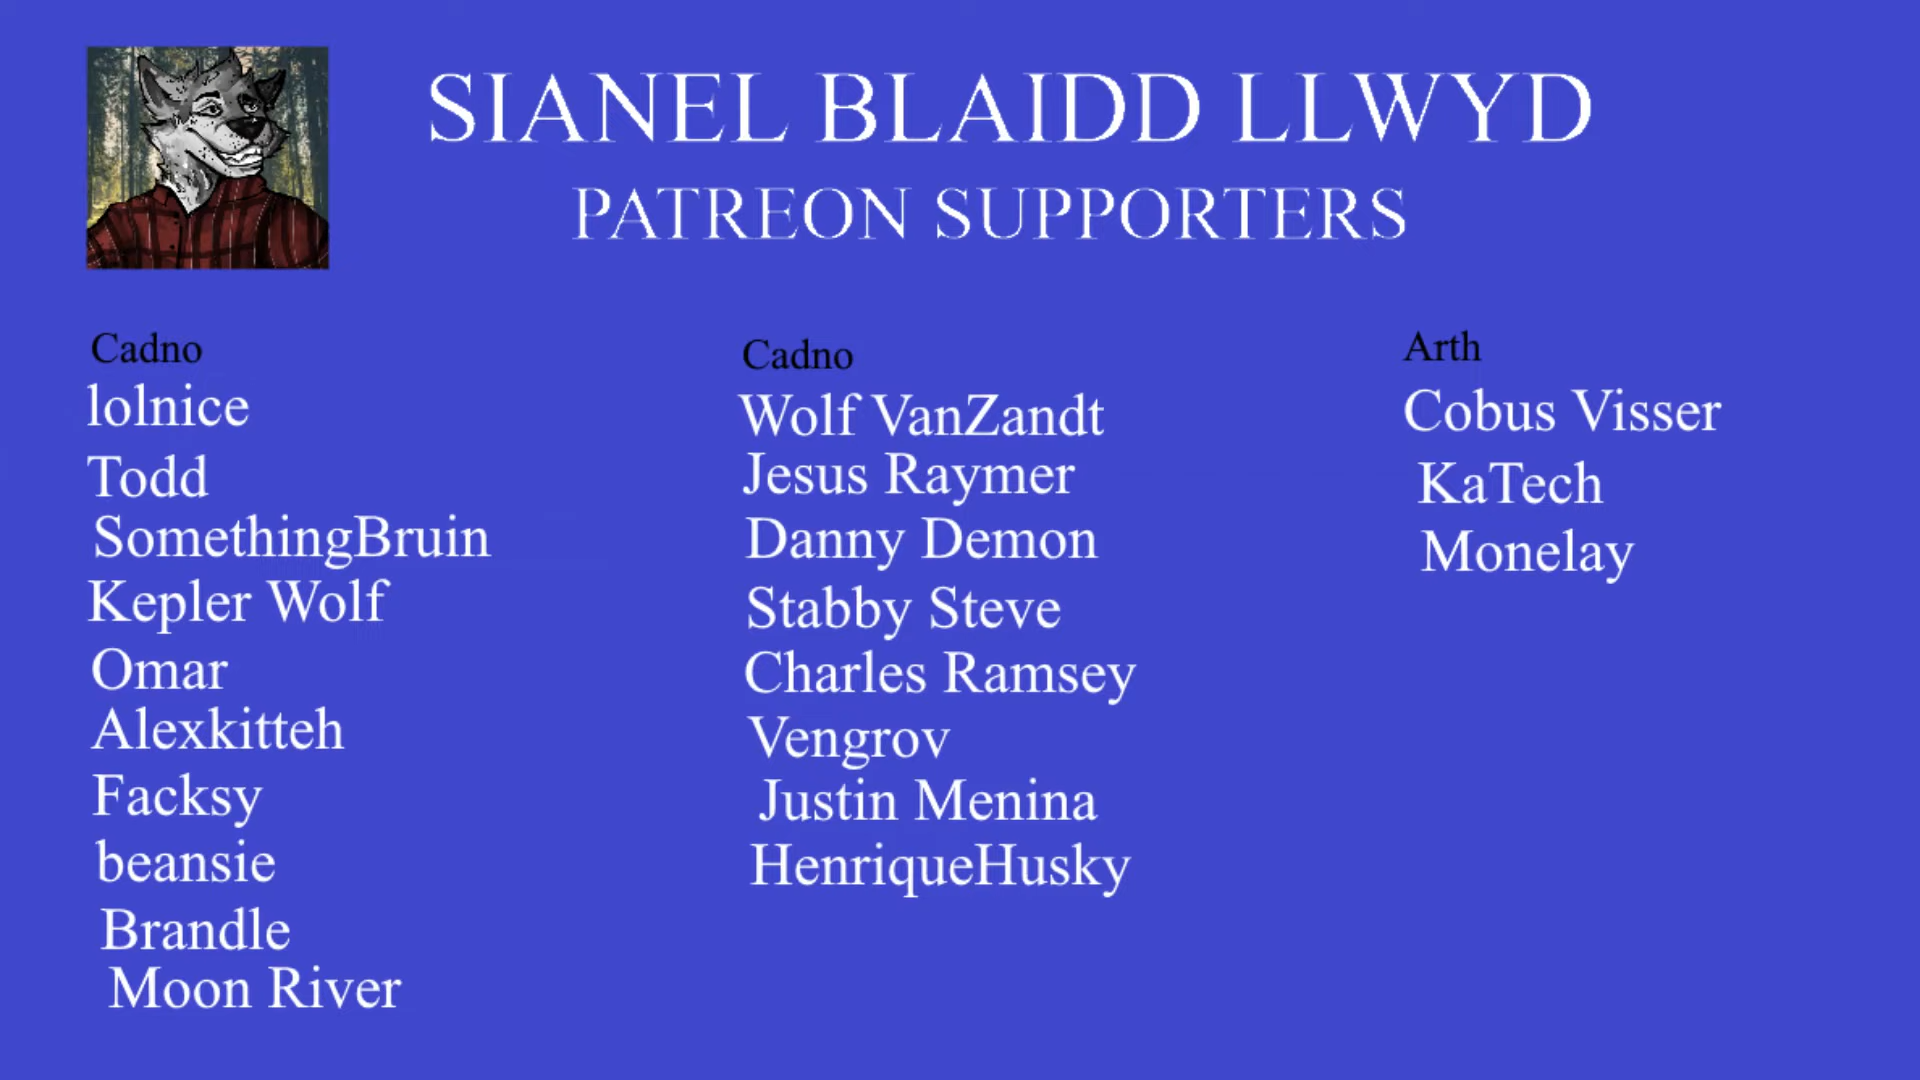 SIANEL BLAIDD LLWYD
PATREON SUPPORTERS
Cadno
lolnice
Todd
SomethingBruin
Kepler Wolf
Omar
Alexkitteh
Facksy
beansie
Brandle
Moon River
Cadno
Wolf VanZandt
Jesus Raymer
Danny Demon
Stabby Steve
Charles Ramsey
Vengrov
Justin Menina
HenriqueHusky
Arth
Cobus Visser
KaTech
Monelay